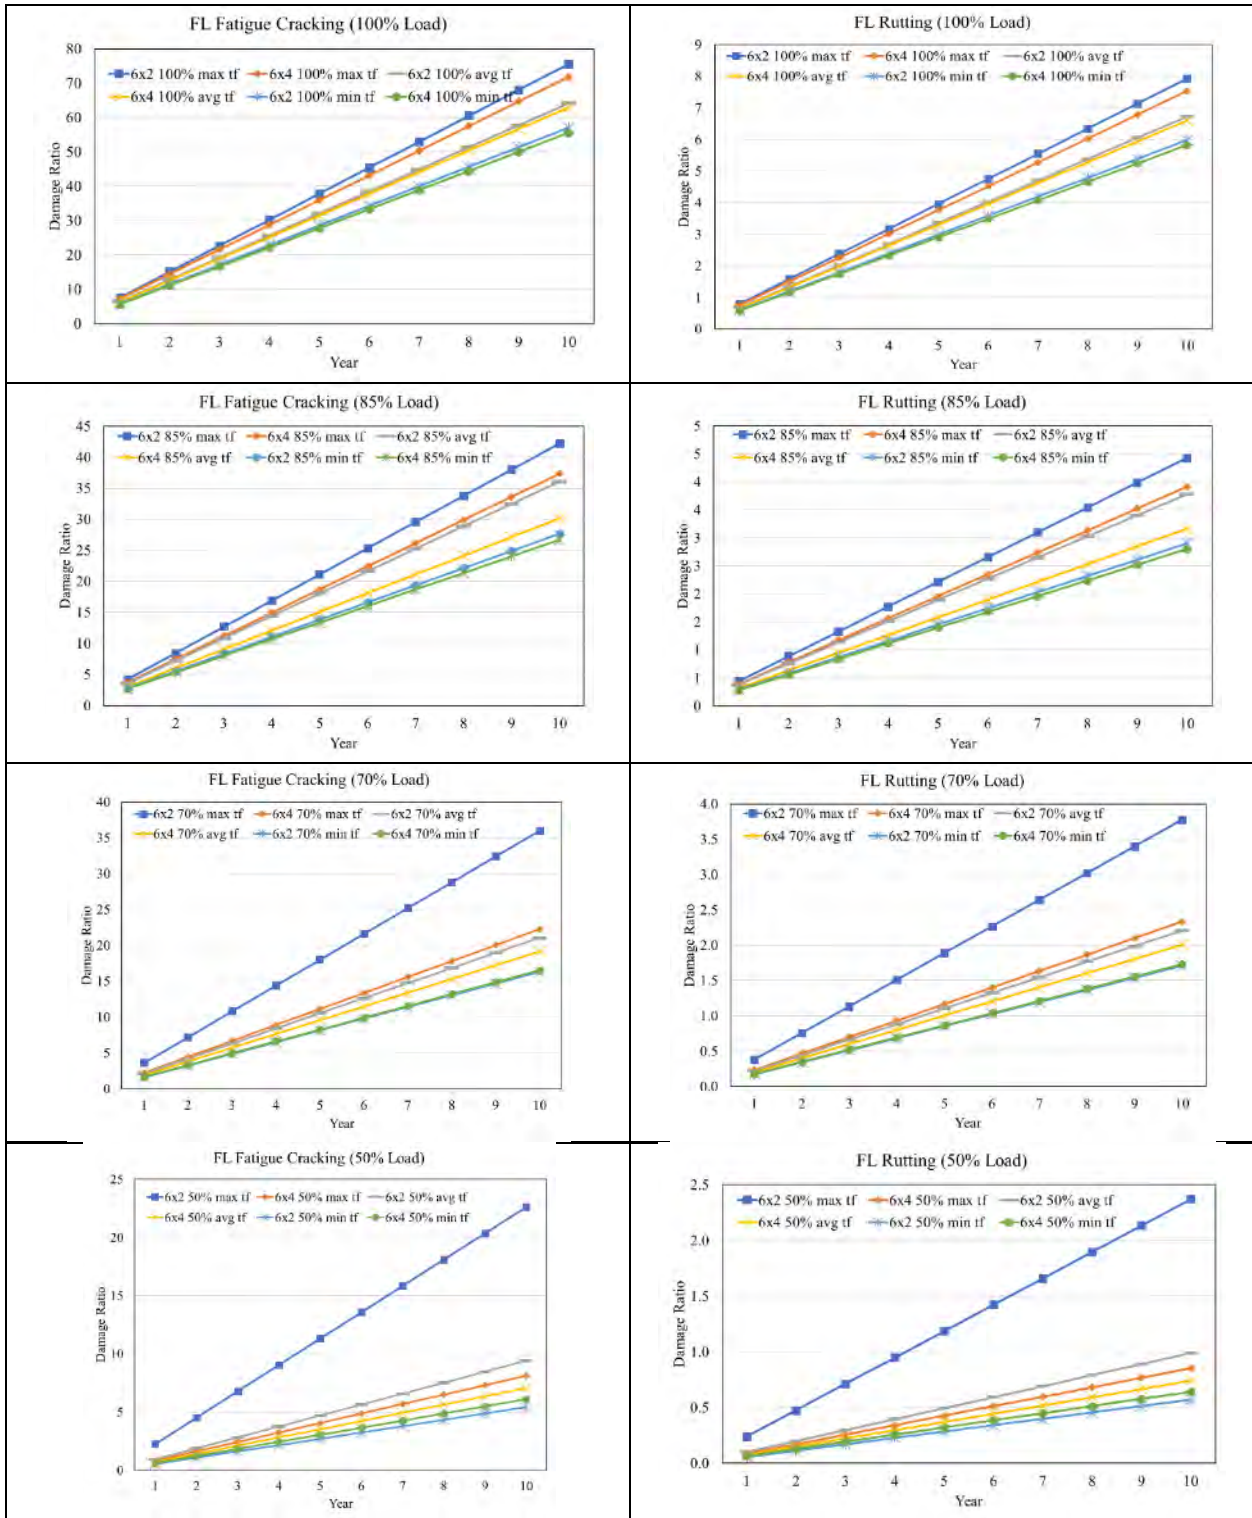 FL Fatigue Cracking (100% Load)
80
6x2 100% max tf 6x4 100% max tf 6x2 100% avg tf
70
6x4 100% avg tf 6x2 100% min tf 6x4 100% min tf
60
50
40
30
20
10
0
Damage Ratio
1 2 3 4 5 6 7 8 9 10
Year
FL Rutting (100% Load)
9
6x2 100% max tf 6x4 100% max tf 6x2 100% avg tf
8
6x4 100% avg tf 6x2 100% min tf 6x4 100% min tf
7
6
5
4
3
2
1
0
Damage Ratio
1 2 3 4 5 6 7 8 9 10
Year
FL Fatigue Cracking (85% Load)
45
6x2 85% max tf 6x4 85% max tf 6x2 85% avg tf
40
6x4 85% avg tf 6x2 85% min tf 6x4 85% min tf
35
30
25
20
15
10
5
0
Damage Ratio
1 2 3 4 5 6 7 8 9 10
Year
FL Rutting (85% Load)
5
6x2 85% max tf 6x4 85% max tf 6x2 85% avg tf
5
6x4 85% avg tf 6x2 85% min tf 6x4 85% min tf
4
4
3
3
2
2
1
1
0
Damage Ratio
1 2 3 4 5 6 7 8 9 10
Year
FL Fatigue Cracking (70% Load)
40
6x2 70% max tf 6x4 70% max tf 6x2 70% avg tf
35
6x4 70% avg tf 6x2 70% min tf 6x4 70% min tf
30
25
20
15
10
5
0
Damage Ratio
1 2 3 4 5 6 7 8 9 10
Year
FL Rutting (70% Load)
4.0
6x2 70% max tf 6x4 70% max tf 6x2 70% avg tf
3.5
6x4 70% avg tf 6x2 70% min tf 6x4 70% min tf
3.0
2.5
2.0
1.5
1.0
0.5
0.0
Damage Ratio
1 2 3 4 5 6 7 8 9 10
Year
FL Fatigue Cracking (50% Load)
25
6x2 50% max tf 6x4 50% max tf 6x2 50% avg tf
6x4 50% avg tf 6x2 50% min tf 6x4 50% min tf
20
15
10
5
0
Damage Ratio
1 2 3 4 5 6 7 8 9 10
Year
FL Rutting (50% Load)
2.5
6x2 50% max tf 6x4 50% max tf 6x2 50% avg tf
6x4 50% avg tf 6x2 50% min tf 6x4 50% min tf
2.0
1.5
1.0
0.5
0.0
Damage Ratio
1 2 3 4 5 6 7 8 9 10
Year